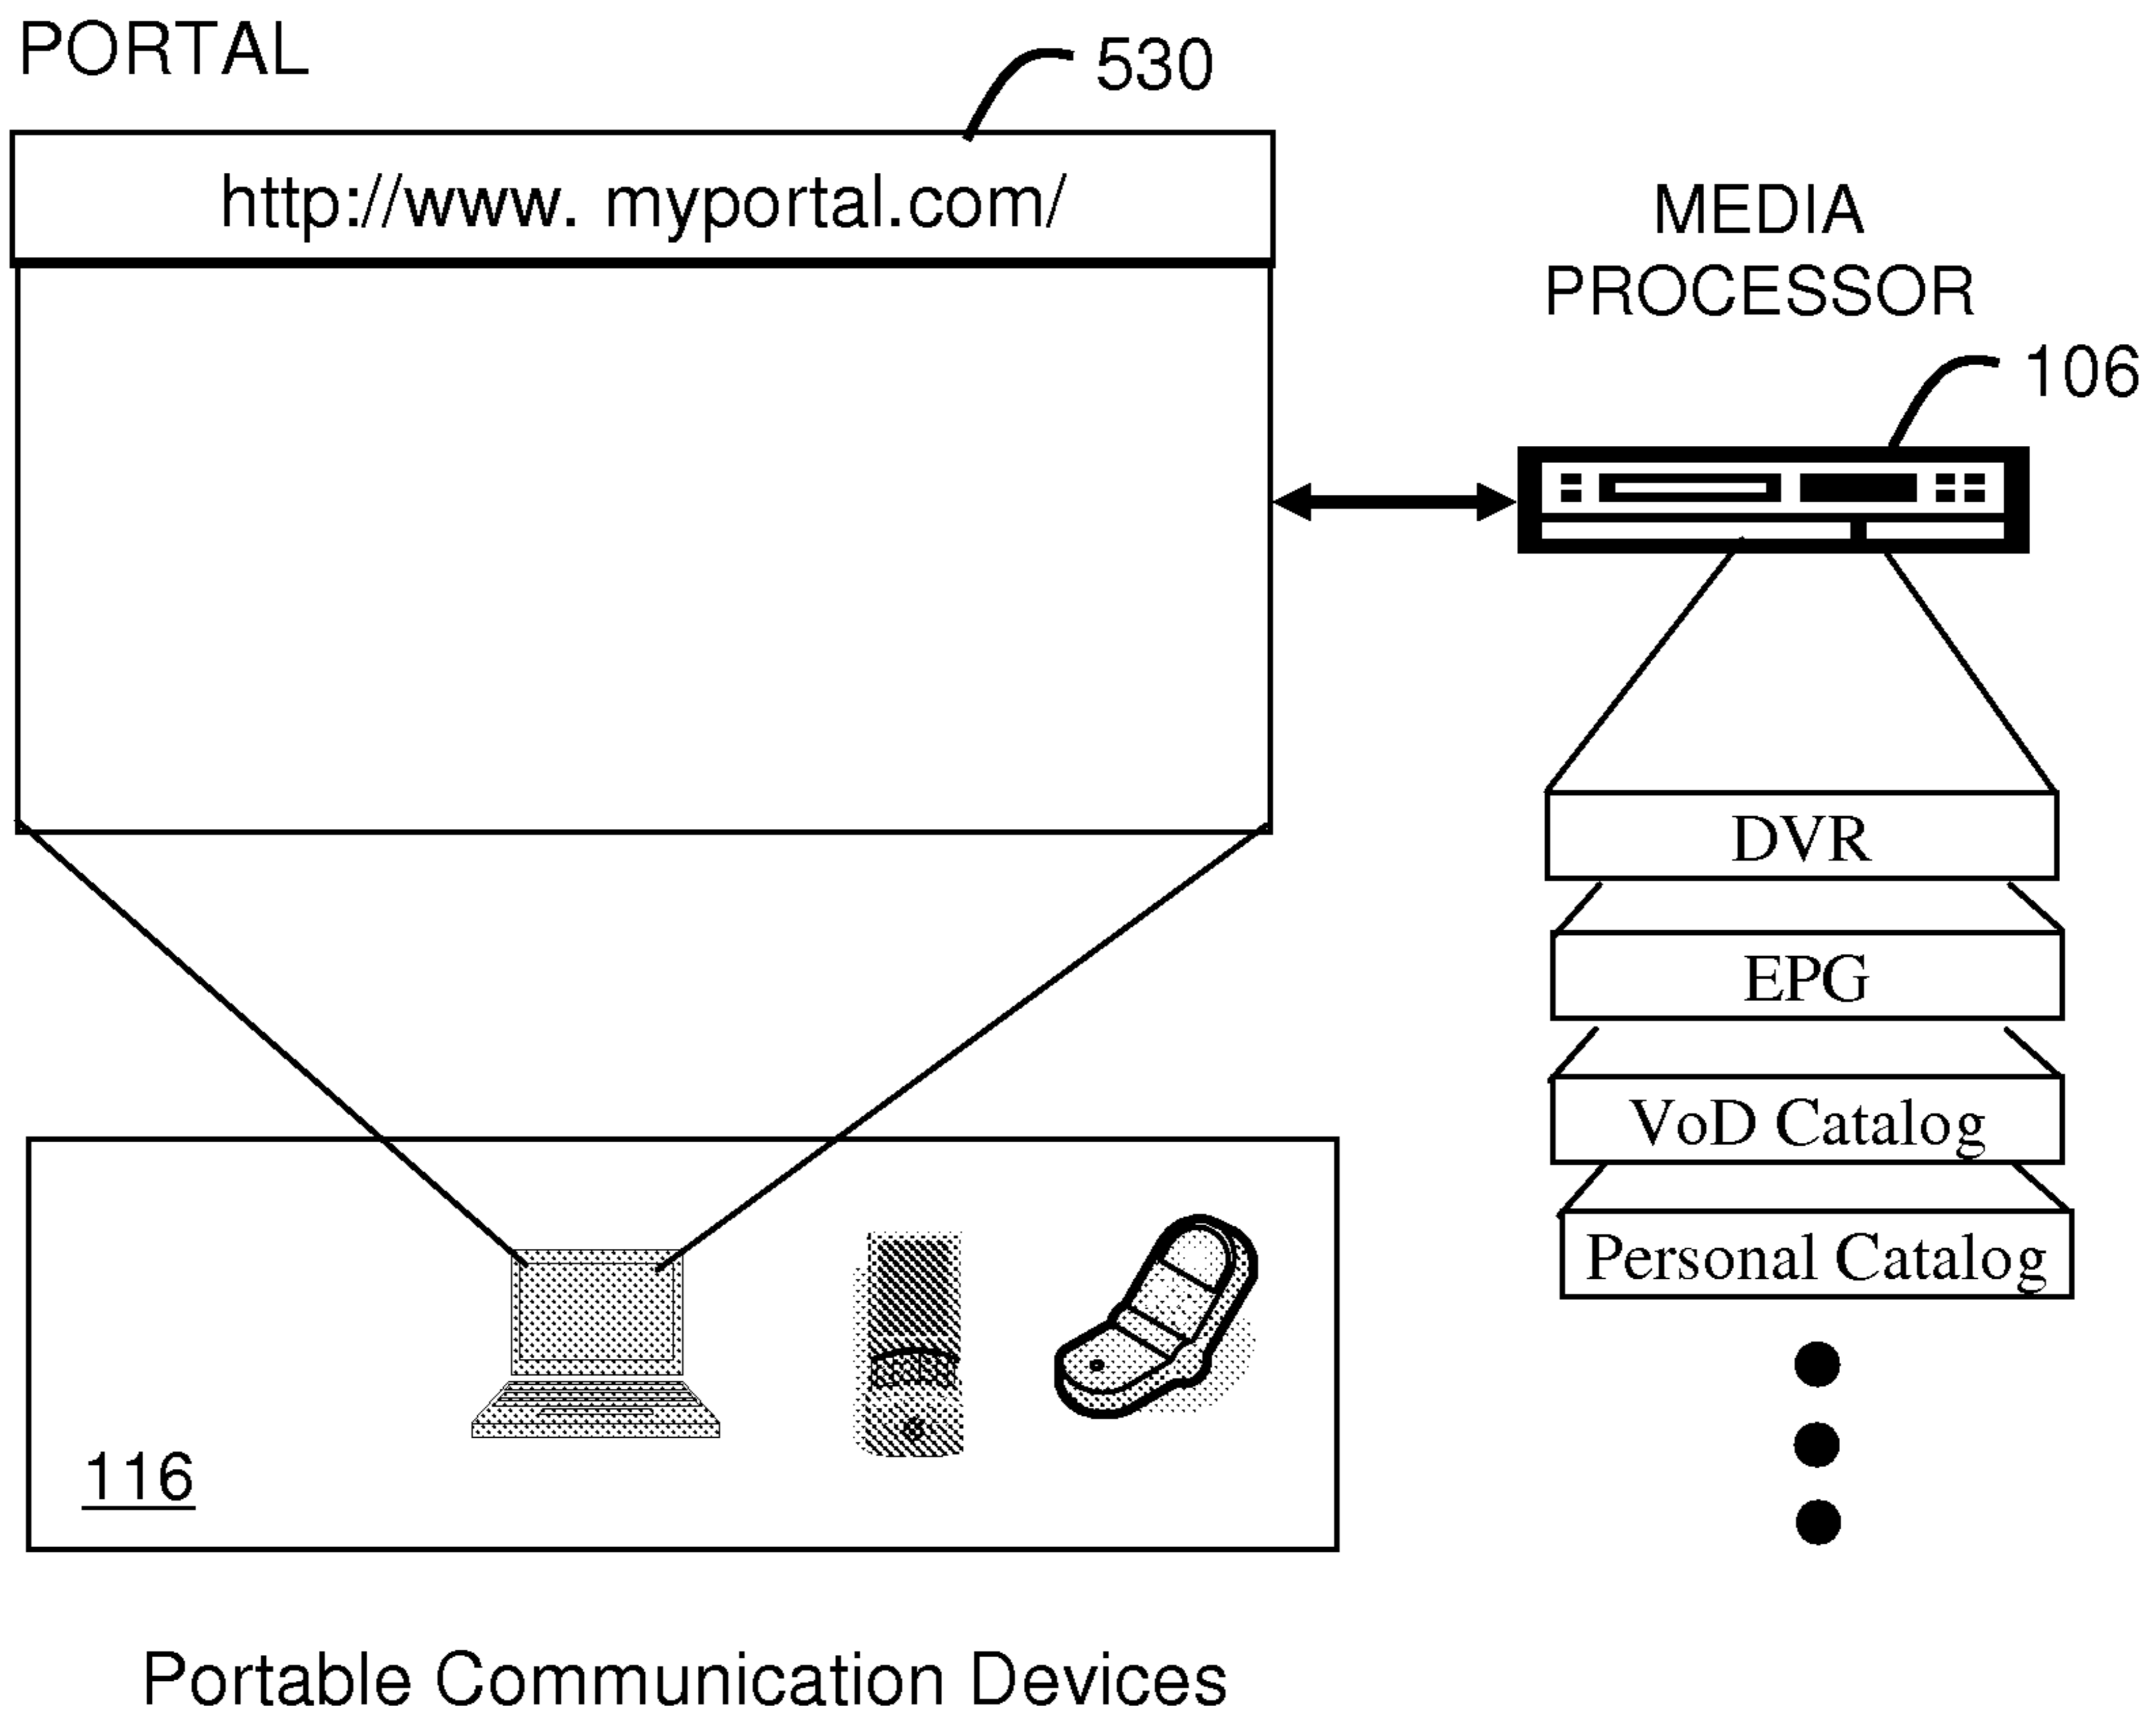 PORTAL
530
http://www. myportal.com/
MEDIA
PROCESSOR
106
DVR
EPG
VoD Catalog
Personal Catalog
116
Portable Communication Devices